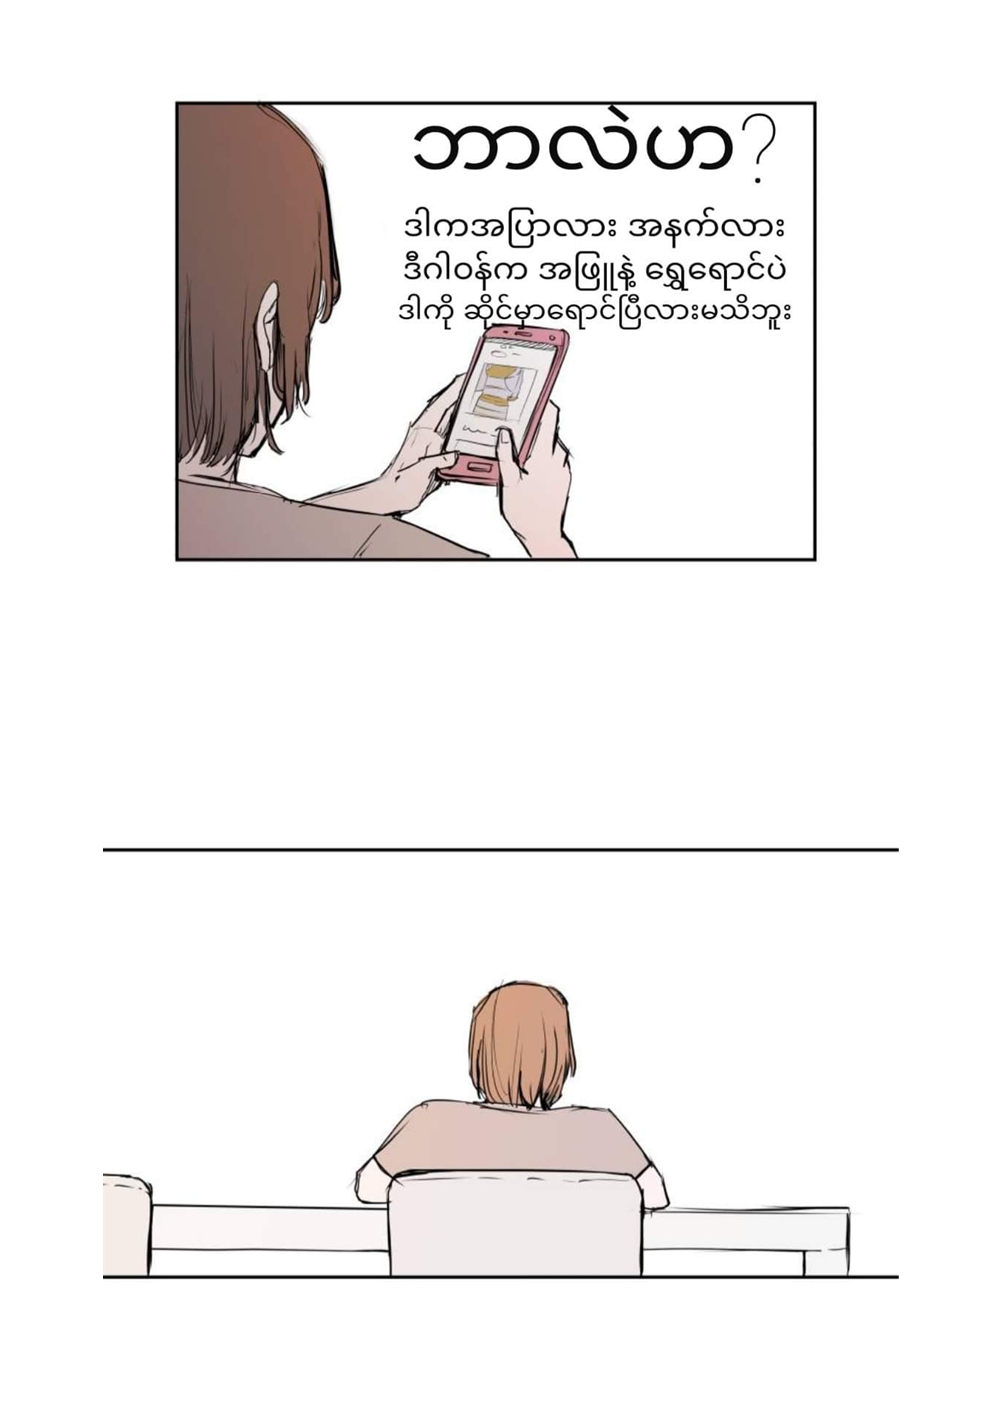 ဘာလဲဟ?
ဒါကအပြာလား အနက်လား
ဒီဂါဝန်က အဖြူနဲ့ ရွှေရောင်ပဲ
ဒါကို ဆိုင်မှာရောင်ပြီလားမသိဘူး